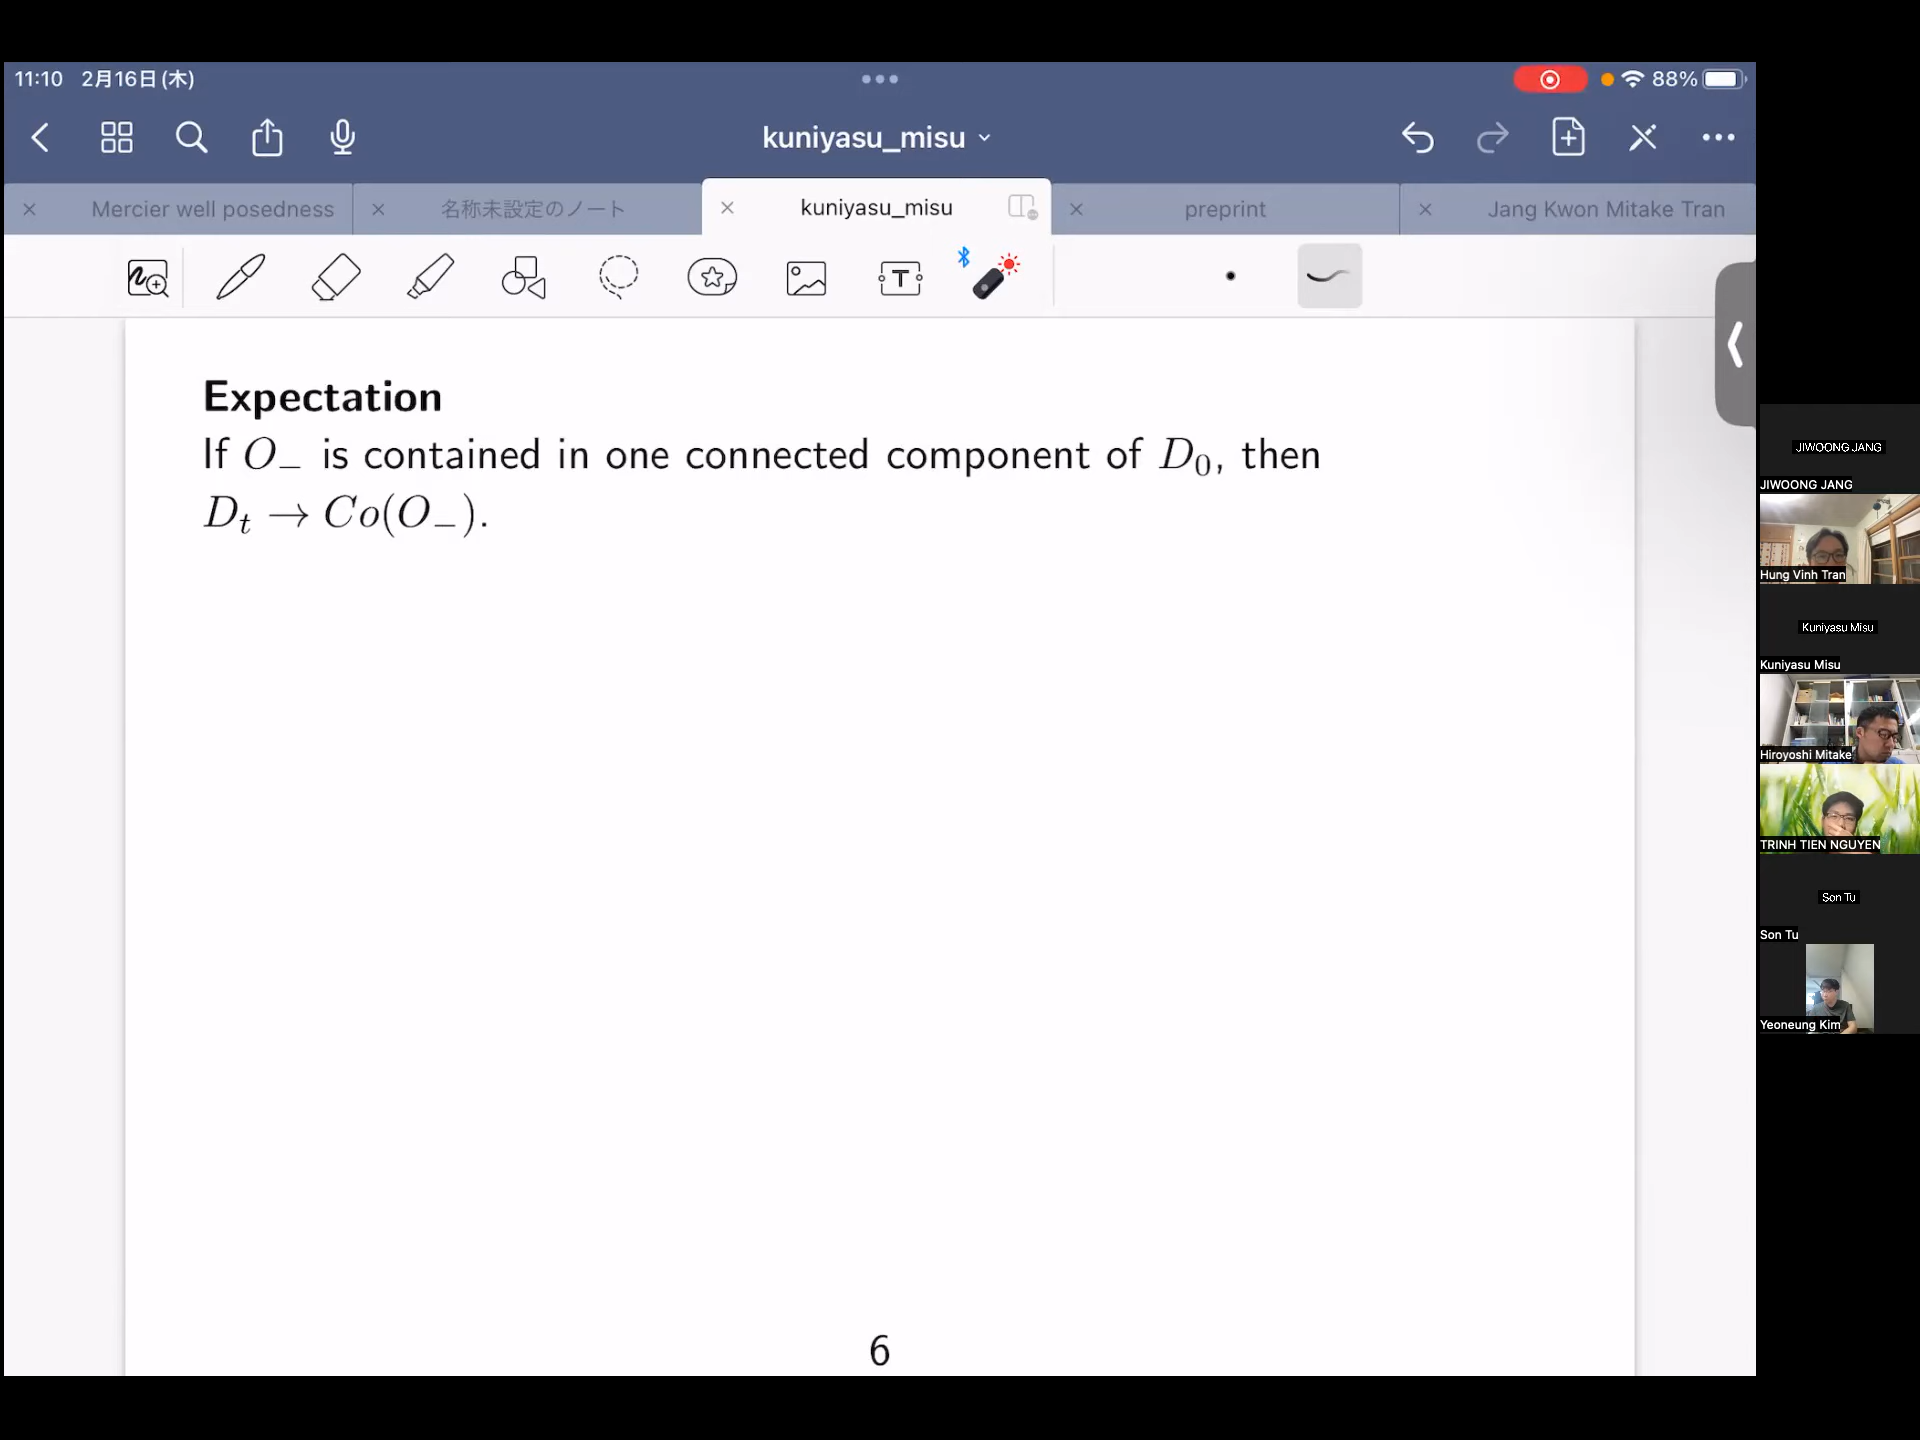 11:10 2月16日(木)
88%
kuniyasu_misu
Mercier well posedness
名称未設定のノート
kuniyasu_misu
preprint
Jang Kwon Mitake Tran
T
Expectation
If O₋ is contained in one connected component of D₀, then
Dₜ → Co(O₋).
6
JIWOONG JANG
JIWOONG JANG
Hung Vinh Tran
Kuniyasu Misu
Kuniyasu Misu
Hiroyoshi Mitake
TRINH TIEN NGUYEN
Son Tu
Son Tu
Yeoneung Kim